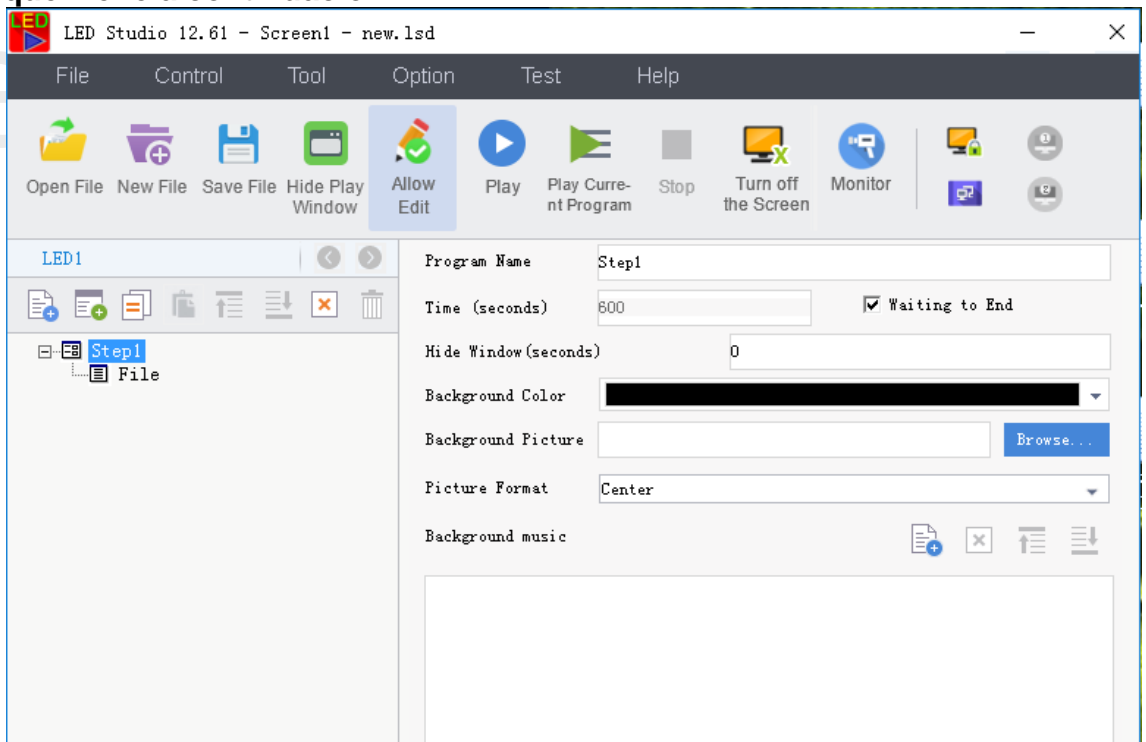 LED
LED Studio 12.61 - Screen1 - new.lsd
File Control Tool Option Test Help
Open File New File Save File Hide Play Window Allow Edit Play Play Curre-nt Program Stop Turn off the Screen Monitor
LED1
Step1
File
Program Name Step1
Time (seconds) 600 Waiting to End
Hide Window(seconds) 0
Background Color
Background Picture Browse...
Picture Format Center
Background music